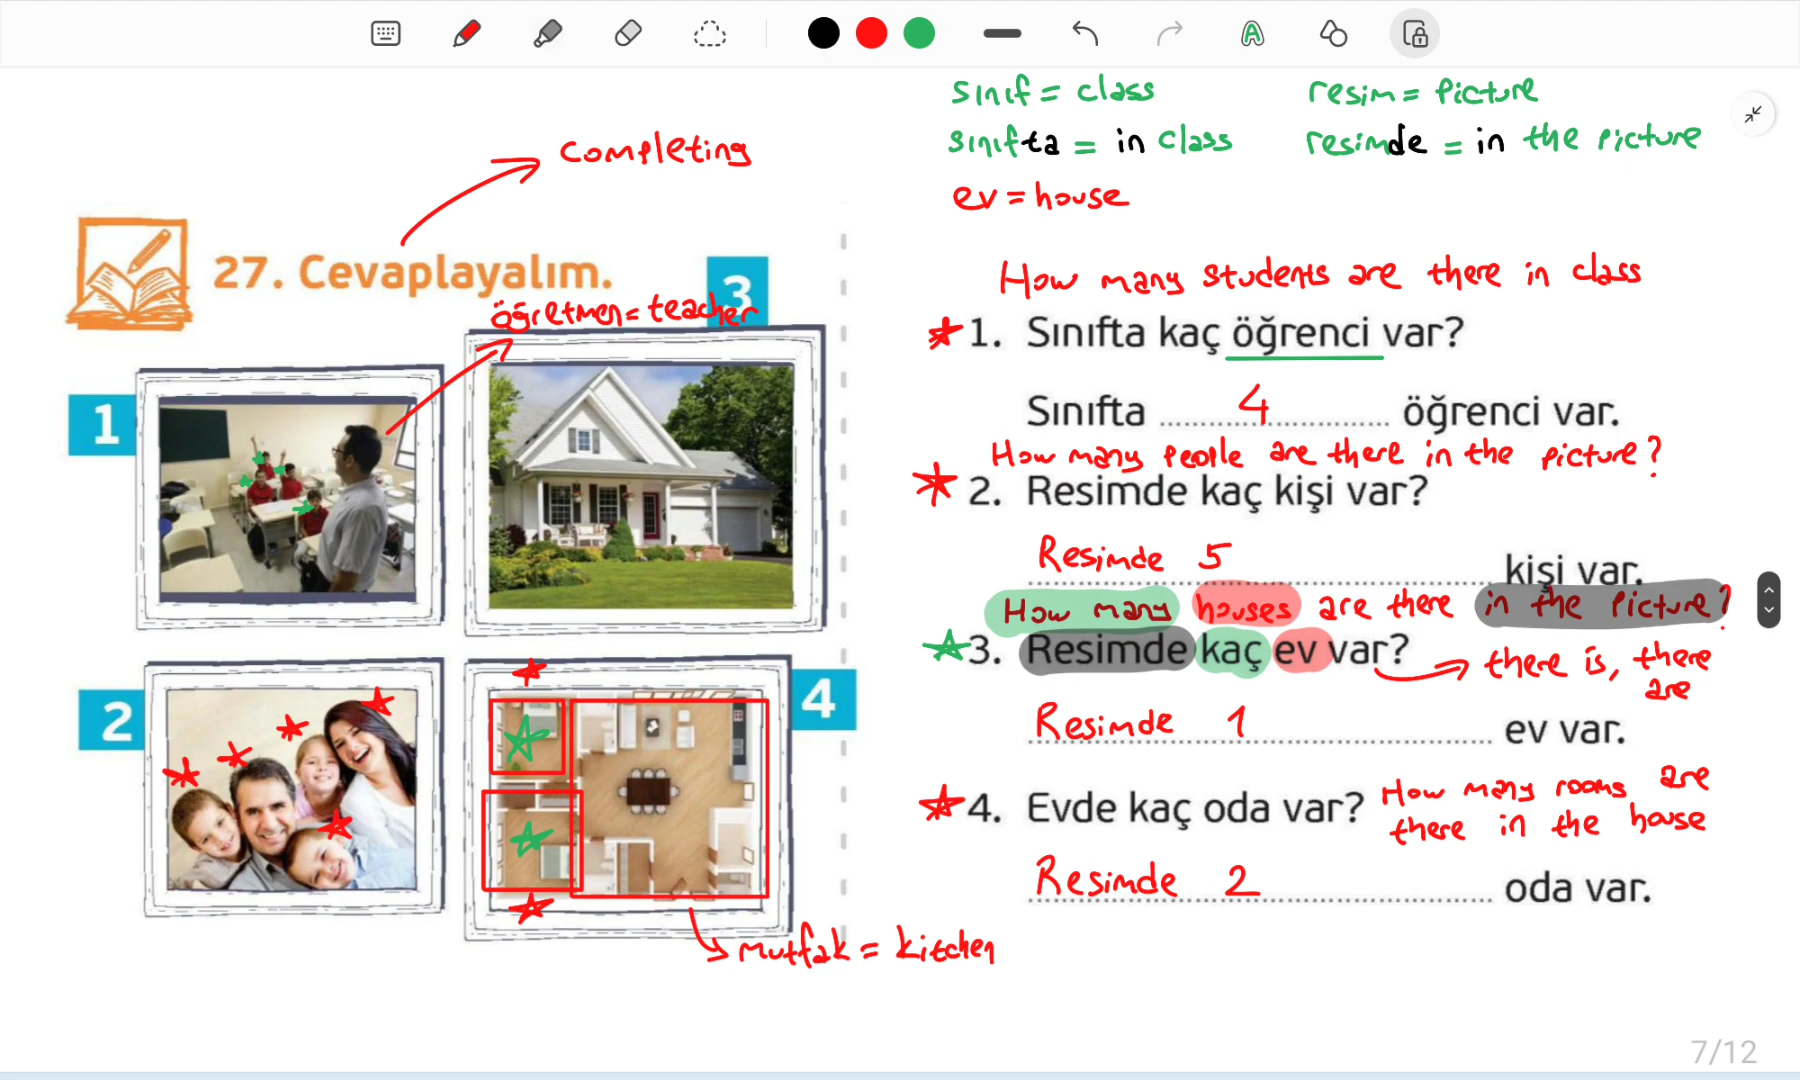 sınıf = class
resim = picture
sınıfta = in class
resimde = in the picture
ev = house
completing
27. Cevaplayalım.
3
öğretmen = teacher
1
2
4
mutfak = kitchen
How many students are there in class
1. Sınıfta kaç öğrenci var?
Sınıfta 4 öğrenci var.
How many people are there in the picture?
2. Resimde kaç kişi var?
Resimde 5 kişi var.
How many houses are there in the picture?
3. Resimde kaç ev var?
there is, there
are
Resimde 1 ev var.
4. Evde kaç oda var?
How many rooms are
there in the house
Resimde 2 oda var.
7/12